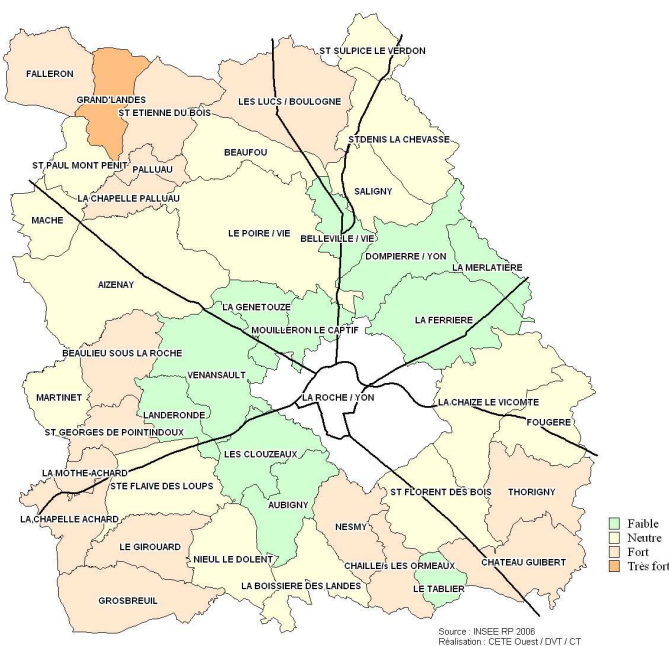 ST SULPICE LE VERDON
FALLERON
GRAND'LANDES
LES LUCS / BOULOGNE
ST ETIENNE DU BOIS
ST DENIS LA CHEVASSE
BEAUFOU
ST PAUL MONT PENIT
PALLUAU
SALIGNY
LA CHAPELLE PALLUAU
MACHE
LE POIRE / VIE
BELLEVILLE / VIE
DOMPIERRE / YON
LA MERLATIERE
AIZENAY
LA GENETOUZE
LA FERRIERE
MOUILLERON LE CAPTIF
BEAULIEU SOUS LA ROCHE
VENANSAULT
MARTINET
LA ROCHE / YON
LA CHAIZE LE VICOMTE
LANDERONDE
FOUGERE
ST GEORGES DE POINTINDOUX
LES CLOUZEAUX
LA MOTHE-ACHARD
STE FLAIVE DES LOUPS
ST FLORENT DES BOIS
THORIGNY
AUBIGNY
LA CHAPELLE ACHARD
NESMY
LE GIROUARD
NIEUL LE DOLENT
CHAILLE/s LES ORMEAUX
CHATEAU GUIBERT
LA BOISSIERE DES LANDES
LE TABLIER
GROSBREUIL
Faible
Neutre
Fort
Très fort
Source : INSEE RP 2006
Réalisation : CETE Ouest / DVT / CT